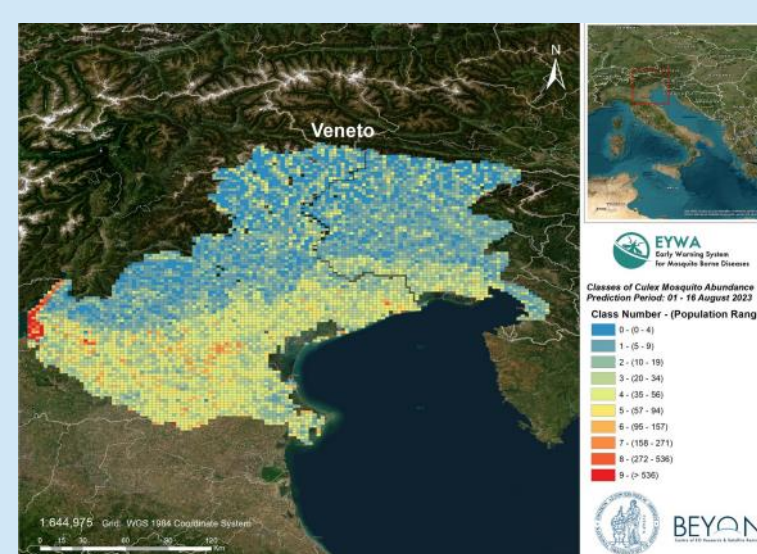 Veneto
N
1:644,975 Grid: WGS 1984 Coordinate System
0 15 30 60 90 120
Km
EYWA
Early Warning System
for Mosquito Borne Diseases
Classes of Culex Mosquito Abundance
Prediction Period: 01 - 16 August 2023
Class Number - (Population Rang
0 - (0 - 4)
1 - (5 - 9)
2 - (10 - 19)
3 - (20 - 34)
4 - (35 - 56)
5 - (57 - 94)
6 - (95 - 157)
7 - (158 - 271)
8 - (272 - 536)
9 - (> 536)
BEYON